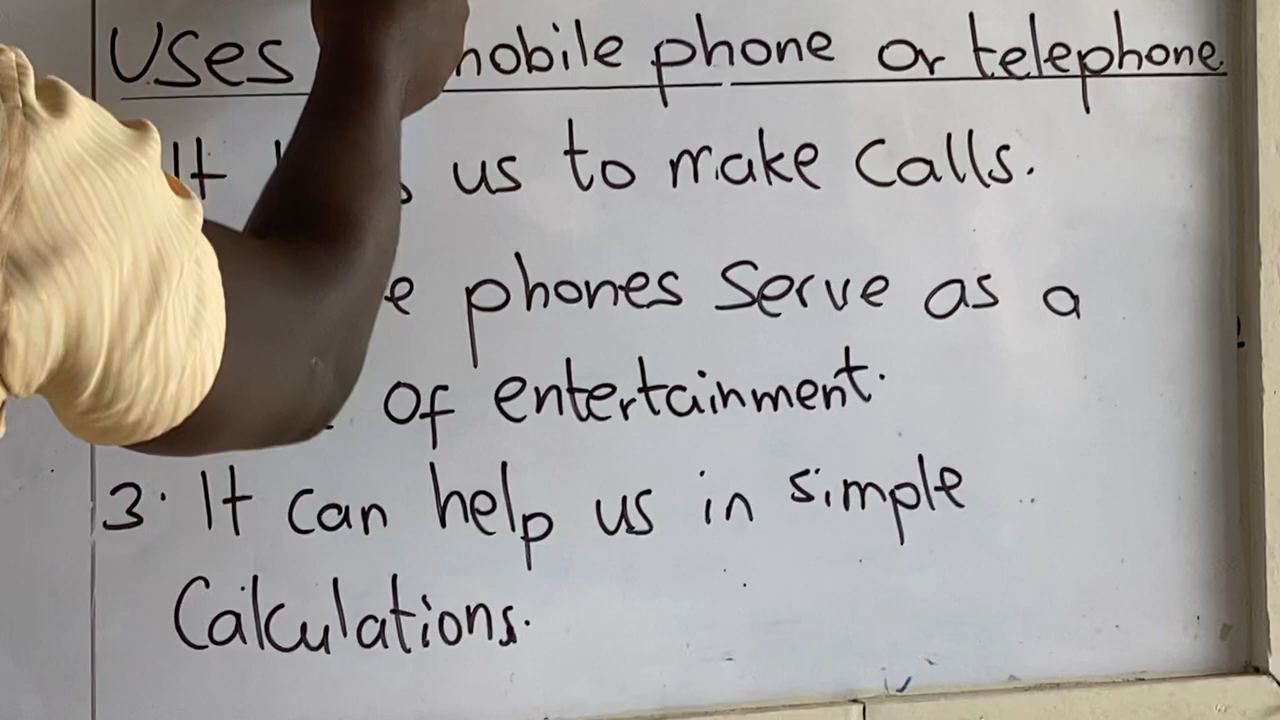 Uses mobile phone or telephone
It us to make calls.
phones serve as a
of entertainment.
3. It can help us in simple
Calculations.